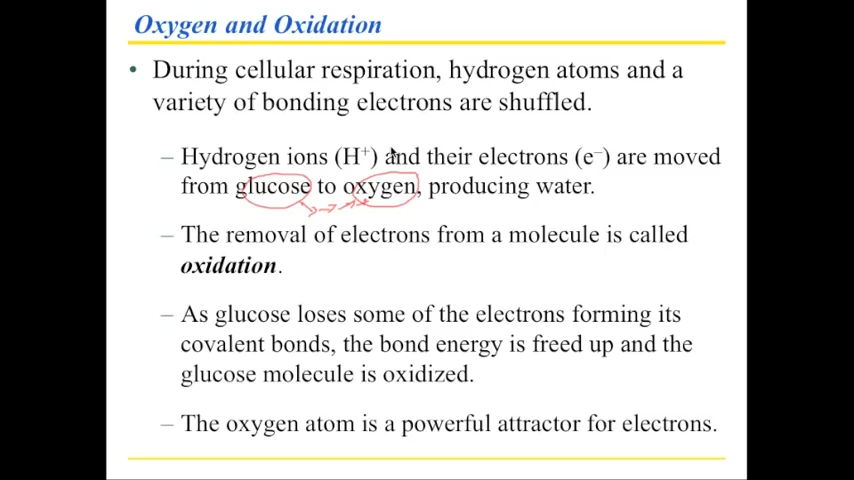 Oxygen and Oxidation
• During cellular respiration, hydrogen atoms and a
variety of bonding electrons are shuffled.
– Hydrogen ions (H⁺) and their electrons (e⁻) are moved
from glucose to oxygen, producing water.
– The removal of electrons from a molecule is called
oxidation.
– As glucose loses some of the electrons forming its
covalent bonds, the bond energy is freed up and the
glucose molecule is oxidized.
– The oxygen atom is a powerful attractor for electrons.